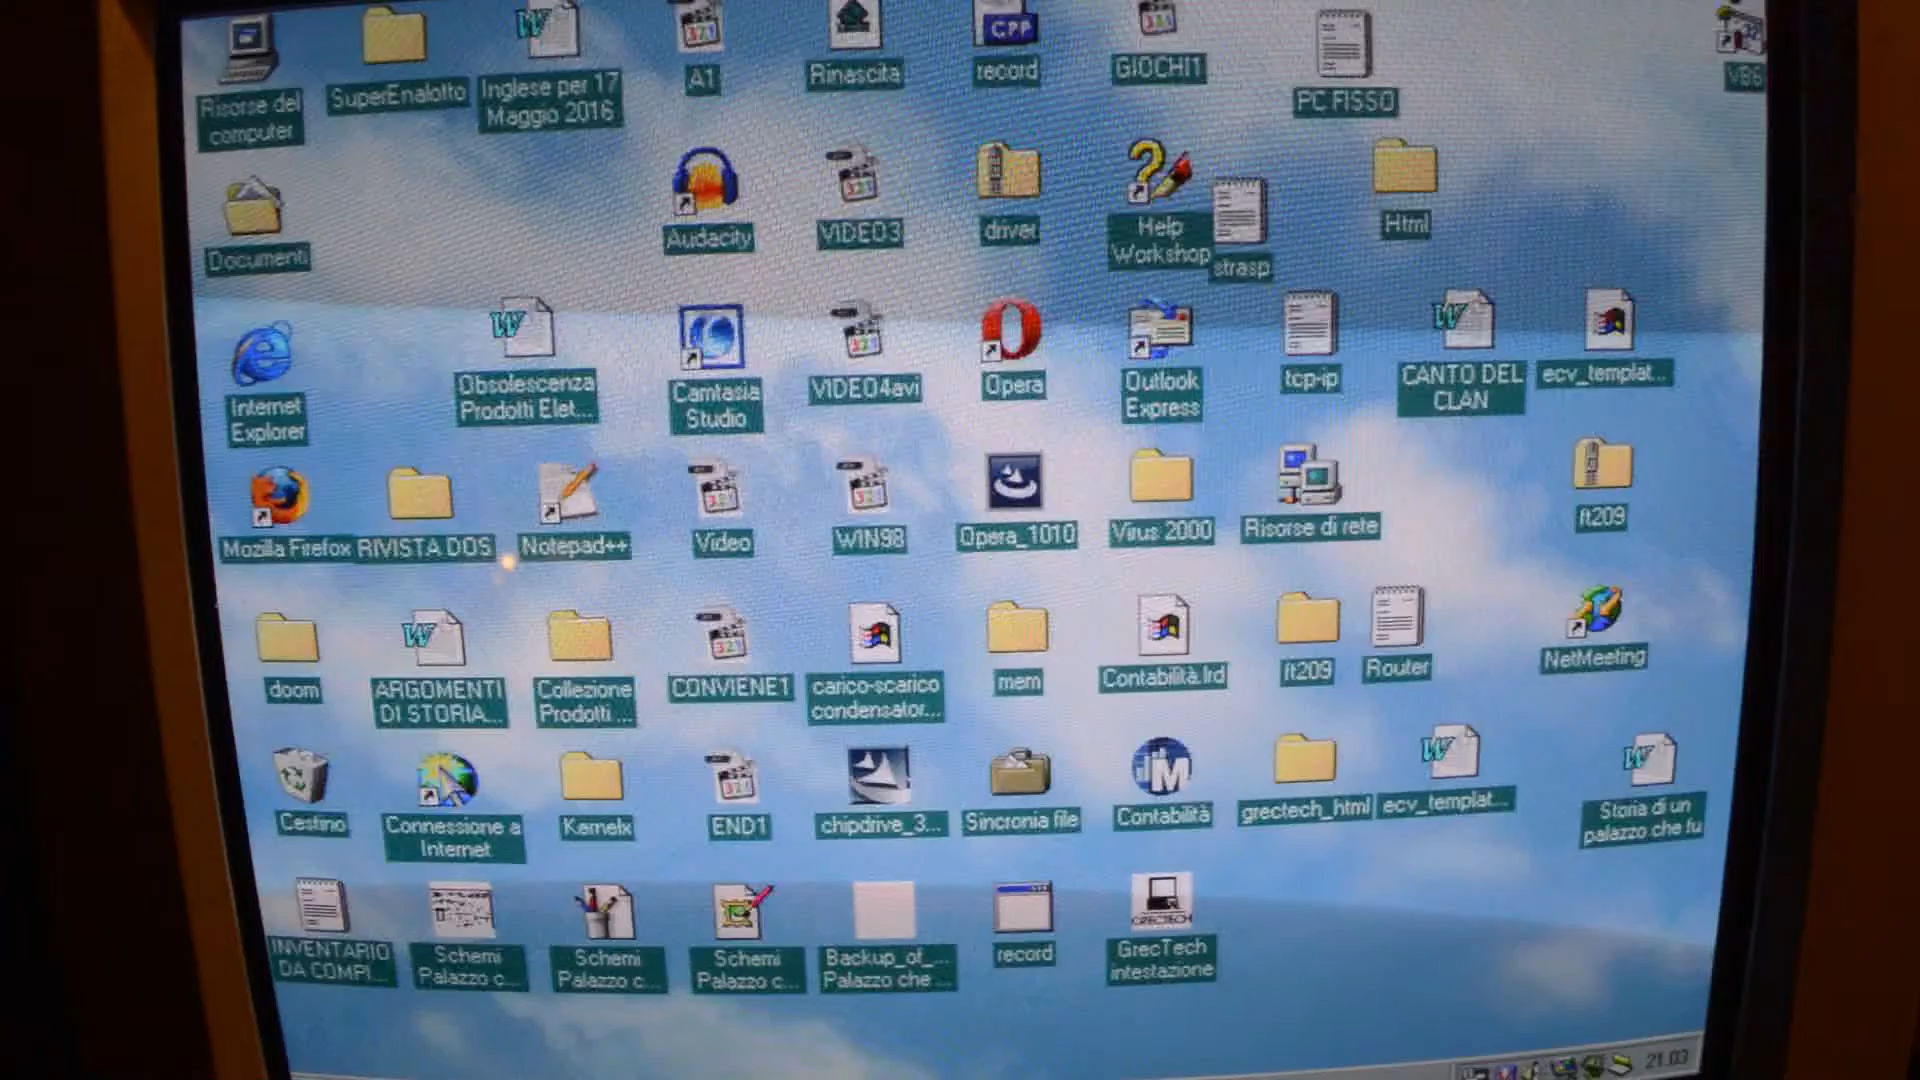 Risorse del
computer
SuperEnalotto
Inglese per 17
Maggio 2016
A1
Rinascita
CPP
record
GIOCHI1
PC FISSO
VB6
Documenti
Audacity
VIDEO3
driver
Help
Workshop
strasp
Html
Internet
Explorer
Obsolescenza
Prodotti Elet...
Camtasia
Studio
VIDEO4avi
Opera
Outlook
Express
tcp-ip
CANTO DEL
CLAN
ecv_templat...
Mozilla Firefox
RIVISTA DOS
Notepad++
Video
WIN98
Opera_1010
Virus 2000
Risorse di rete
ft209
doom
ARGOMENTI
DI STORIA...
Collezione
Prodotti ...
CONVIENE1
carico-scarico
condensator...
mem
Contabilità.lrd
ft209
Router
NetMeeting
Cestino
Connessione a
Internet
Kernelx
END1
chipdrive_3...
Sincronia file
Contabilità
grectech_html
ecv_templat...
Storia di un
palazzo che fu
INVENTARIO
DA COMPI...
Schemi
Palazzo c...
Schemi
Palazzo c...
Schemi
Palazzo c...
Backup_of_...
Palazzo che ...
record
GRECTECH
GrecTech
intestazione
21.03